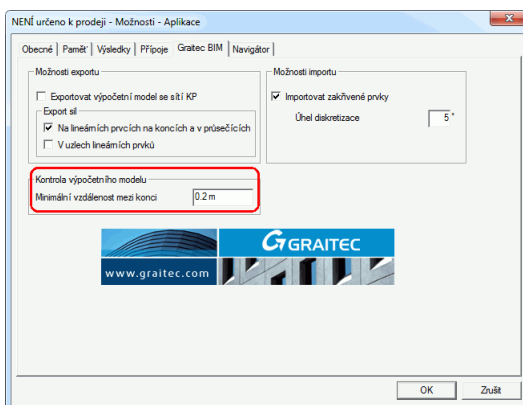 NENÍ určeno k prodeji - Možnosti - Aplikace
Obecné Paměť Výsledky Přípoje Graitec BIM Navigátor
Možnosti exportu
Exportovat výpočetní model se sítí KP
Export sil
Na lineárních prvcích na koncích a v průsečících
V uzlech lineárních prvků
Možnosti importu
Importovat zakřivené prvky
Úhel diskretizace 5 °
Kontrola výpočetního modelu
Minimální vzdálenost mezi konci 0.2 m
GRAITEC
www.graitec.com
OK Zrušit